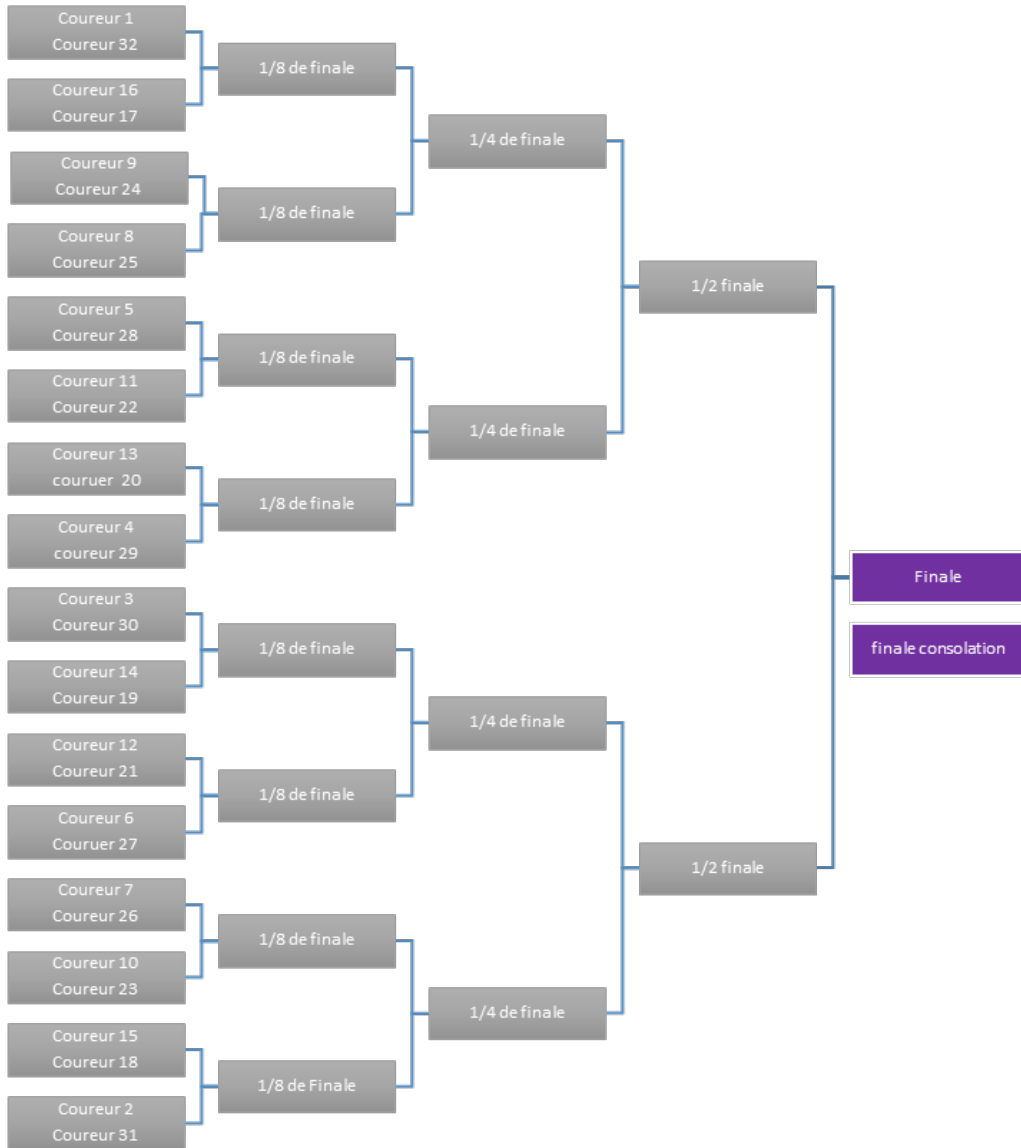 Coureur 1
Coureur 32
Coureur 16
Coureur 17
Coureur 9
Coureur 24
Coureur 8
Coureur 25
Coureur 5
Coureur 28
Coureur 11
Coureur 22
Coureur 13
couruer 20
Coureur 4
coureur 29
Coureur 3
Coureur 30
Coureur 14
Coureur 19
Coureur 12
Coureur 21
Coureur 6
Couruer 27
Coureur 7
Coureur 26
Coureur 10
Coureur 23
Coureur 15
Coureur 18
Coureur 2
Coureur 31
1/8 de finale
1/8 de finale
1/8 de finale
1/8 de finale
1/8 de finale
1/8 de finale
1/8 de finale
1/8 de Finale
1/4 de finale
1/4 de finale
1/4 de finale
1/4 de finale
1/2 finale
1/2 finale
Finale
finale consolation